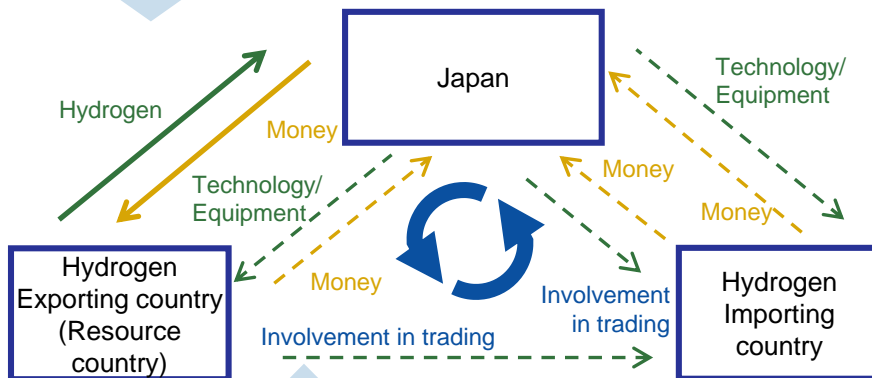 Japan
Technology/
Equipment
Hydrogen
Money
Money
Technology/
Equipment
Money
Money
Hydrogen
Exporting country
(Resource
country)
Involvement
in trading
Involvement in trading
Hydrogen
Importing
country